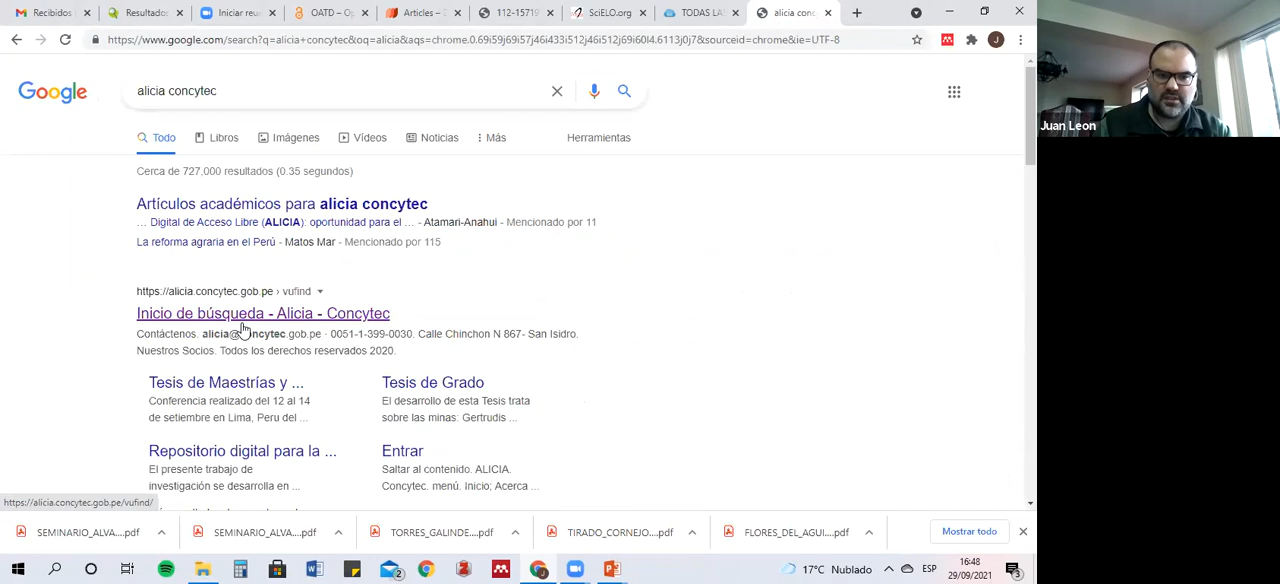 Recibidos
Resultados
Iniciar reun
OATD – Op
Articles – Z
112-15719
SciELO.org
TODAS LA
alicia conc
https://www.google.com/search?q=alicia+concytec&oq=alicia&aqs=chrome.0.69i59j69i57j46i433i512j46i512j69i60l4.6113j0j7&sourceid=chrome&ie=UTF-8
J
Google
alicia concytec
Todo
Libros
Imágenes
Vídeos
Noticias
Más
Herramientas
Cerca de 727.000 resultados (0.35 segundos)
Artículos académicos para alicia concytec
... Digital de Acceso Libre (ALICIA): oportunidad para el ... - Atamari-Anahui - Mencionado por 11
La reforma agraria en el Perú - Matos Mar - Mencionado por 115
https://alicia.concytec.gob.pe › vufind
Inicio de búsqueda - Alicia - Concytec
Contáctenos. alicia@concytec.gob.pe · 0051-1-399-0030. Calle Chinchon N 867- San Isidro.
Nuestros Socios. Todos los derechos reservados 2020.
Tesis de Maestrías y ...
Conferencia realizado del 12 al 14
de setiembre en Lima, Peru del ...
Tesis de Grado
El desarrollo de esta Tesis trata
sobre las minas: Gertrudis ...
Repositorio digital para la ...
El presente trabajo de
investigación se desarrolla en ...
Entrar
Saltar al contenido. ALICIA.
Concytec. menú. Inicio; Acerca ...
https://alicia.concytec.gob.pe/vufind/
SEMINARIO_ALVA....pdf
SEMINARIO_ALVA....pdf
TORRES_GALINDE....pdf
TIRADO_CORNEJO....pdf
FLORES_DEL_AGUI....pdf
Mostrar todo
17°C Nublado
ESP
16:48
29/09/2021
Juan Leon